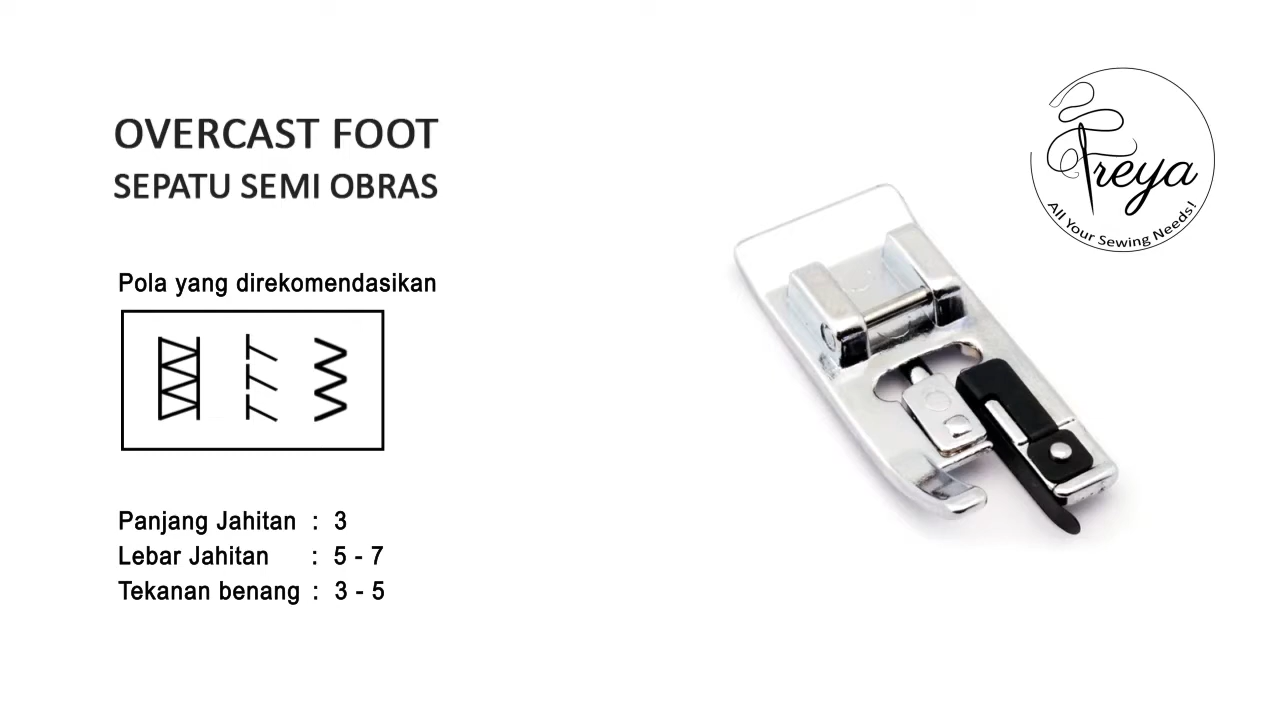 OVERCAST FOOT
SEPATU SEMI OBRAS
Freya
All Your Sewing Needs!
Pola yang direkomendasikan
Panjang Jahitan : 3
Lebar Jahitan : 5 - 7
Tekanan benang : 3 - 5